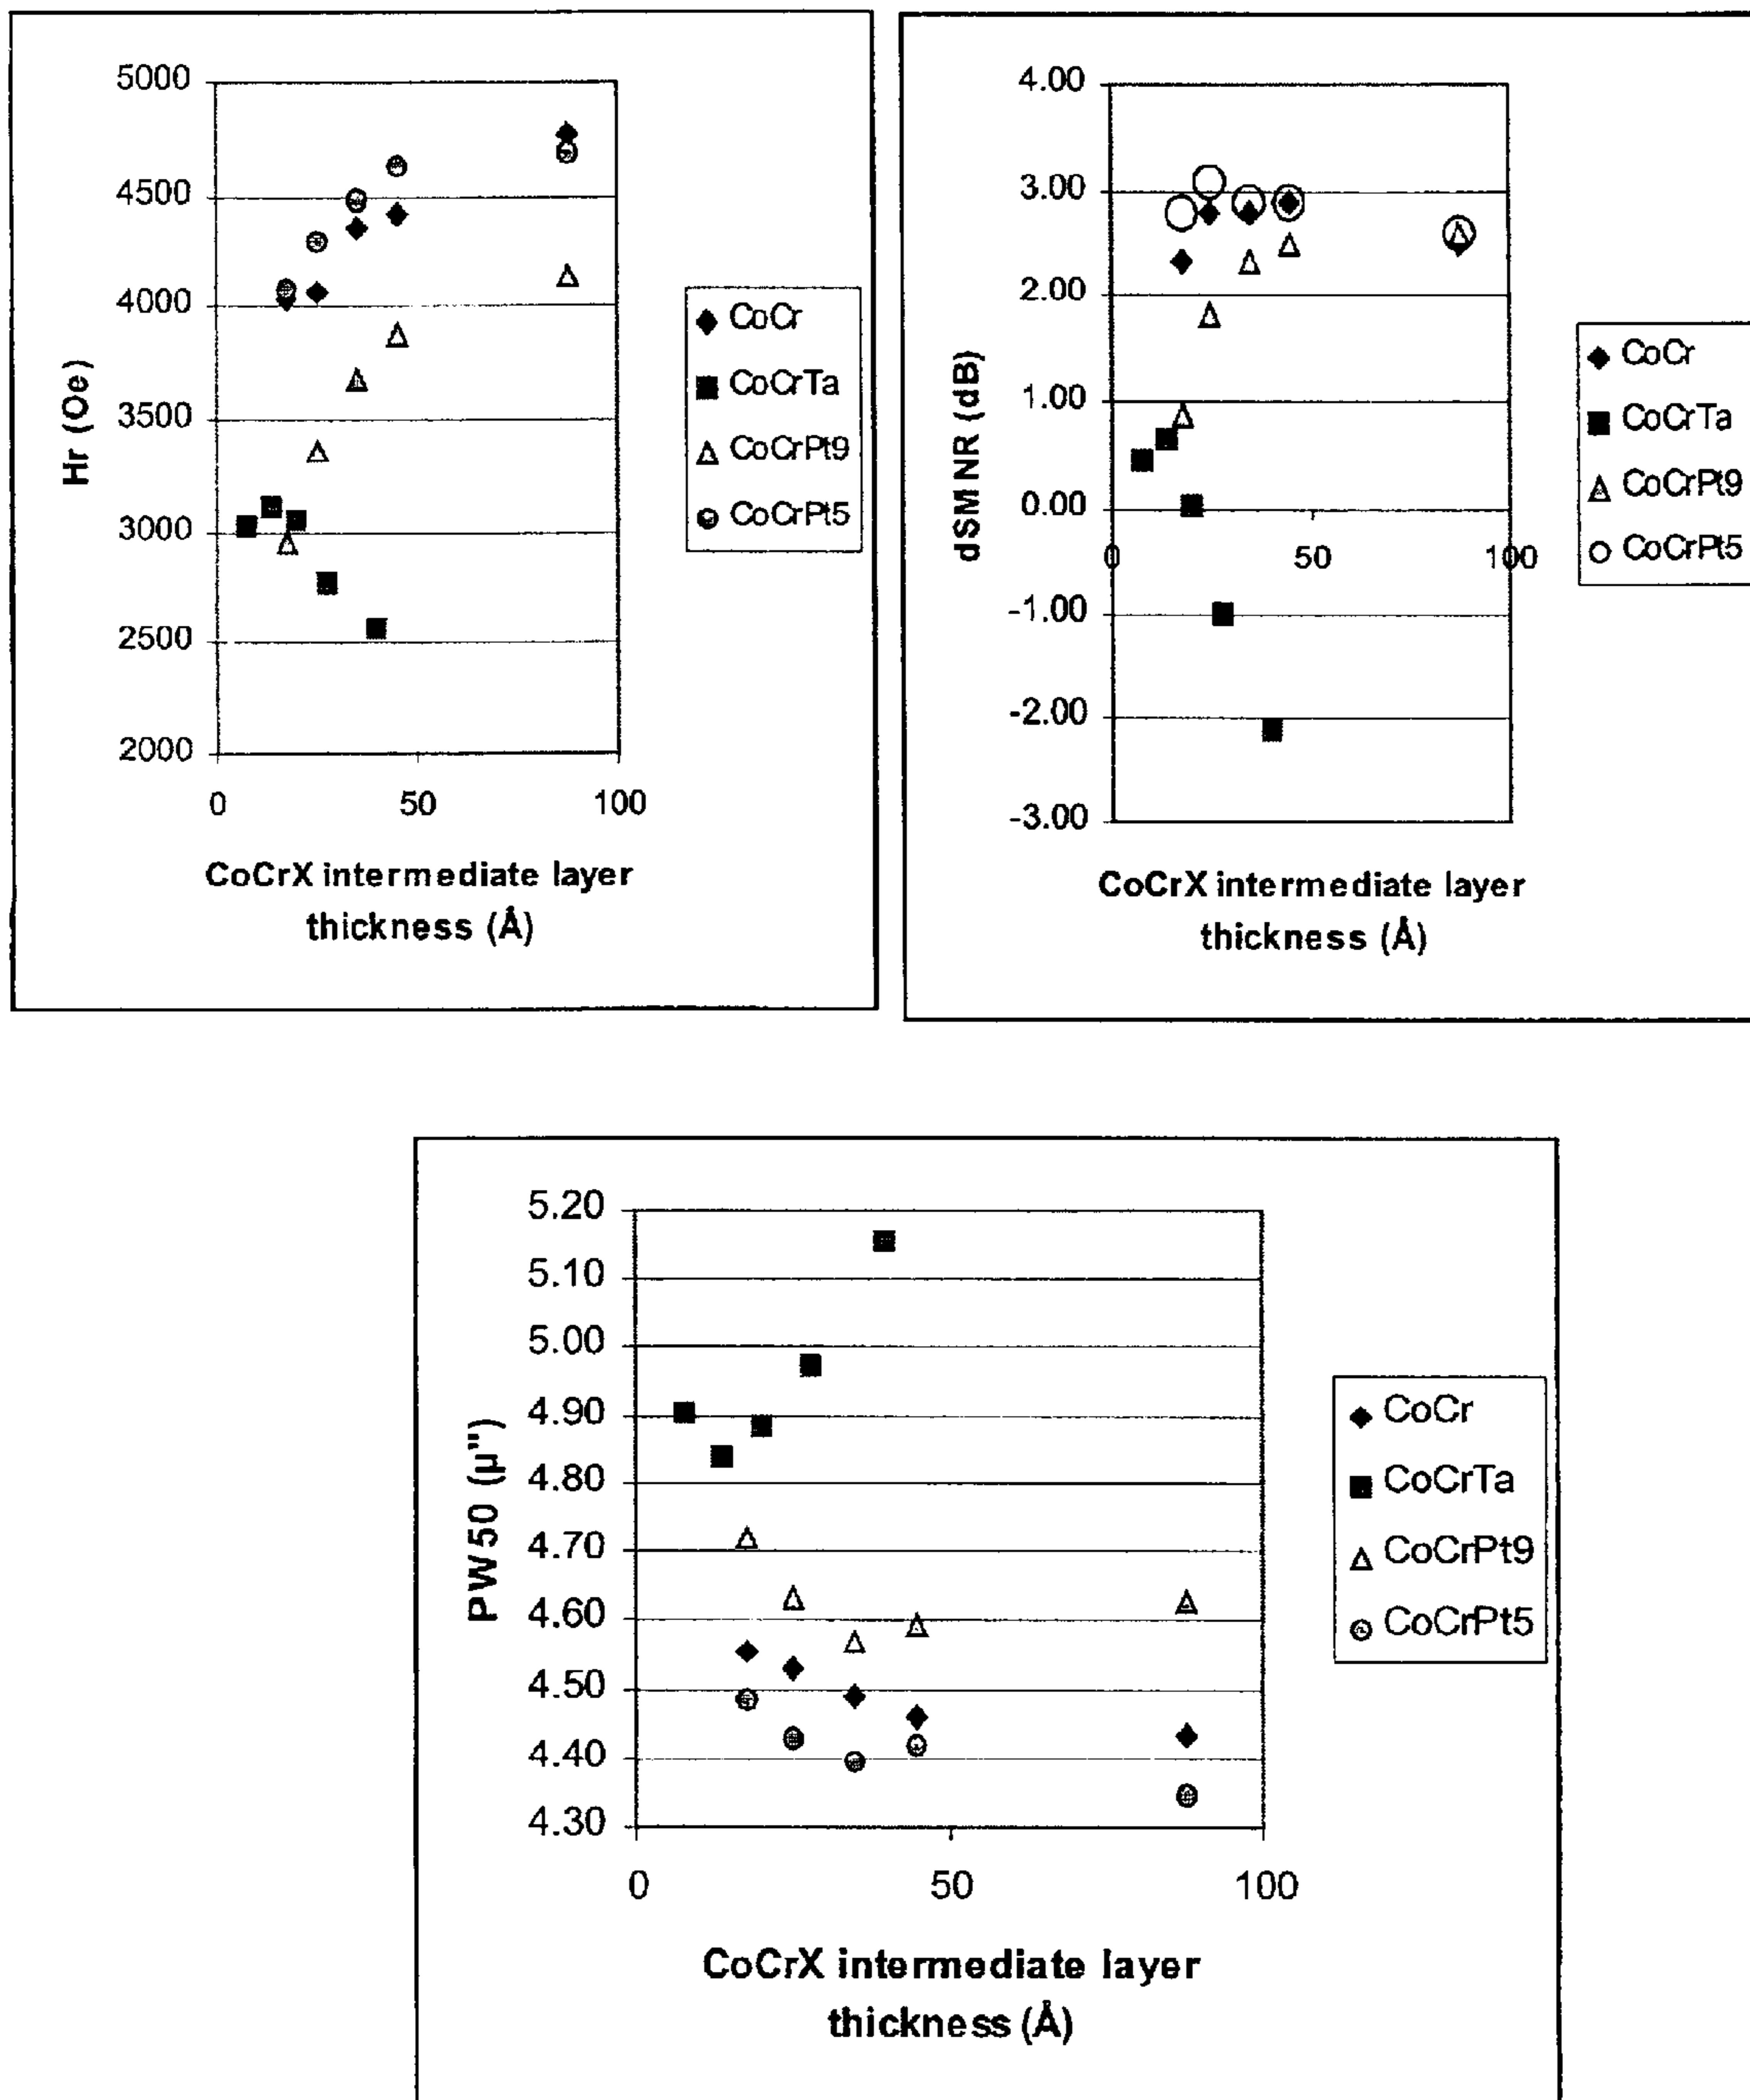 5000
4500
4000
3500
3000
2500
2000
Hr (Oe)
0 50 100
CoCrX intermediate layer
thickness (Å)
CoCr
CoCrTa
CoCrPt9
CoCrPt5
4.00
3.00
2.00
1.00
0.00
-1.00
-2.00
-3.00
dSMNR (dB)
0 50 100
CoCrX intermediate layer
thickness (Å)
CoCr
CoCrTa
CoCrPt9
CoCrPt5
5.20
5.10
5.00
4.90
4.80
4.70
4.60
4.50
4.40
4.30
PW50 (µ")
0 50 100
CoCrX intermediate layer
thickness (Å)
CoCr
CoCrTa
CoCrPt9
CoCrPt5